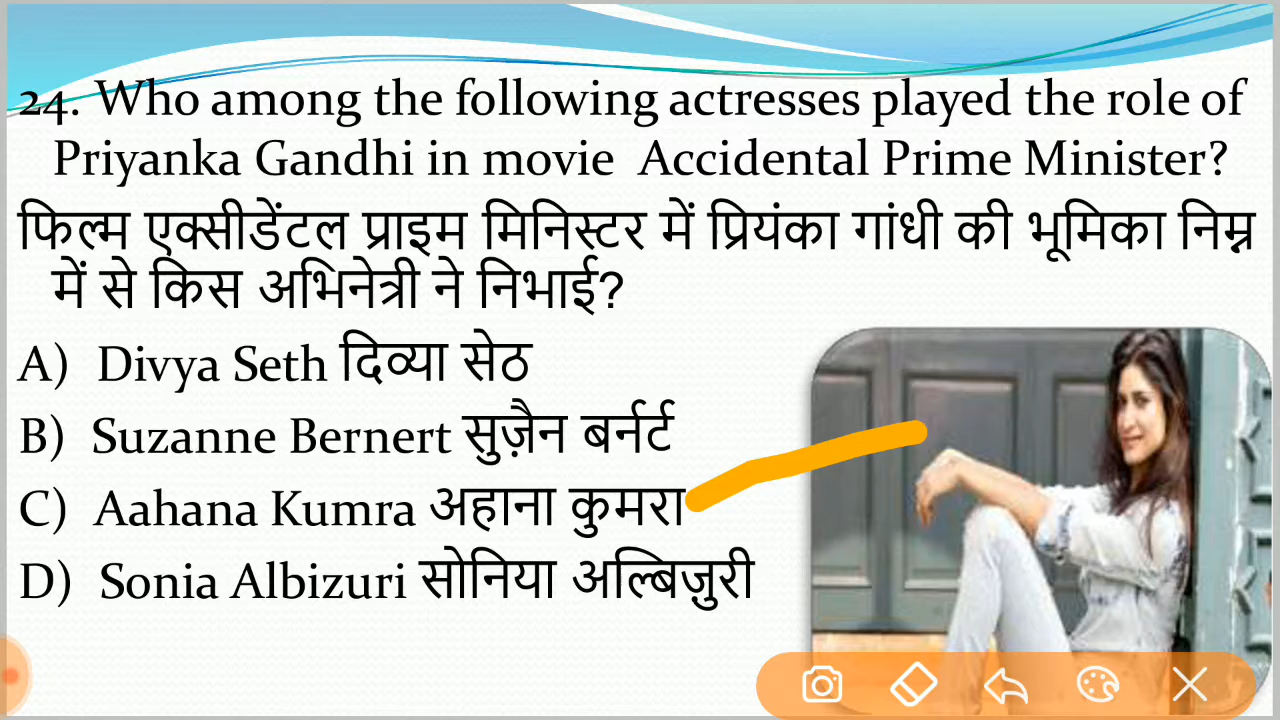 24. Who among the following actresses played the role of
Priyanka Gandhi in movie Accidental Prime Minister?
फिल्म एक्सीडेंटल प्राइम मिनिस्टर में प्रियंका गांधी की भूमिका निम्न
में से किस अभिनेत्री ने निभाई?
A) Divya Seth दिव्या सेठ
B) Suzanne Bernert सुज़ैन बर्नर्ट
C) Aahana Kumra अहाना कुमरा
D) Sonia Albizuri सोनिया अल्बिजुरी